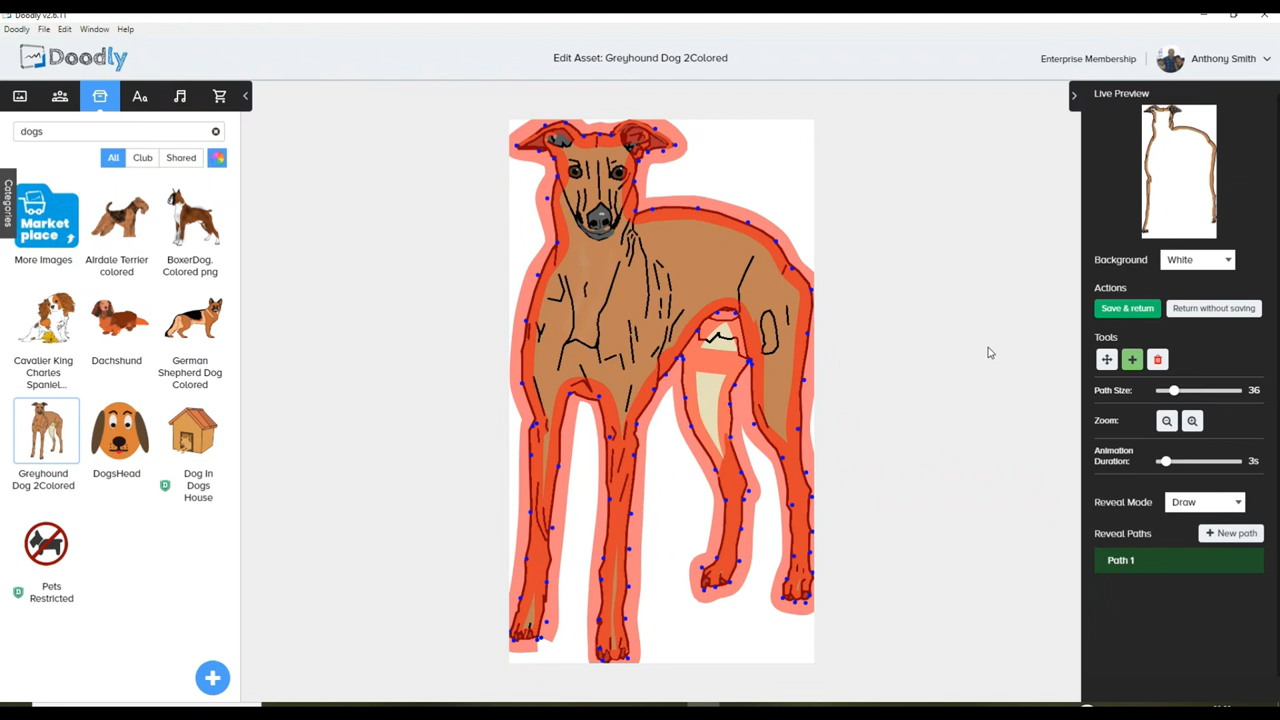 Doodly v2.6.11
Doodly File Edit Window Help
Doodly
Edit Asset: Greyhound Dog 2Colored
Enterprise Membership
Anthony Smith
Aa
dogs
All Club Shared
Categories
Market
place
More Images
Airdale Terrier
colored
BoxerDog.
Colored png
Cavalier King
Charles
Spaniel...
Dachshund
German
Shepherd Dog
Colored
Greyhound
Dog 2Colored
DogsHead
Dog In
Dogs
House
Pets
Restricted
Live Preview
Background White
Actions
Save & return Return without saving
Tools
Path Size: 36
Zoom:
Animation
Duration: 3s
Reveal Mode Draw
Reveal Paths + New path
Path 1